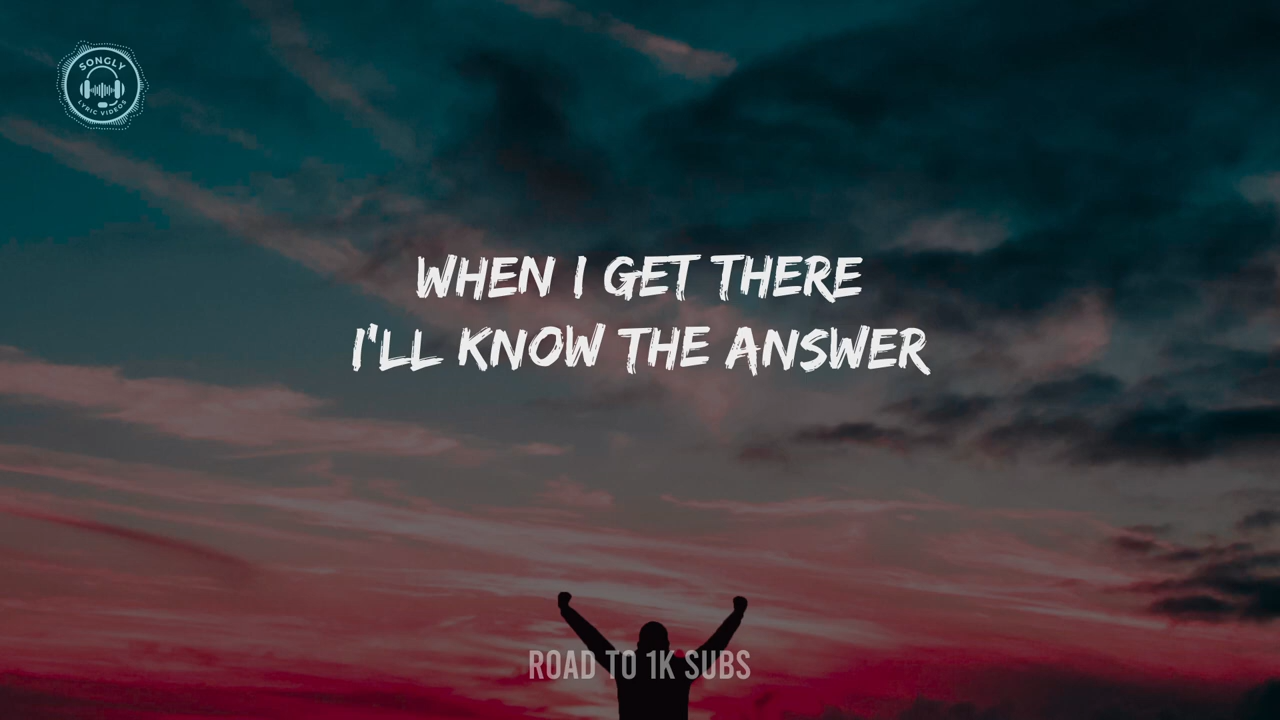 SONGLY
LYRIC VIDEOS
WHEN I GET THERE
I'LL KNOW THE ANSWER
ROAD TO 1K SUBS